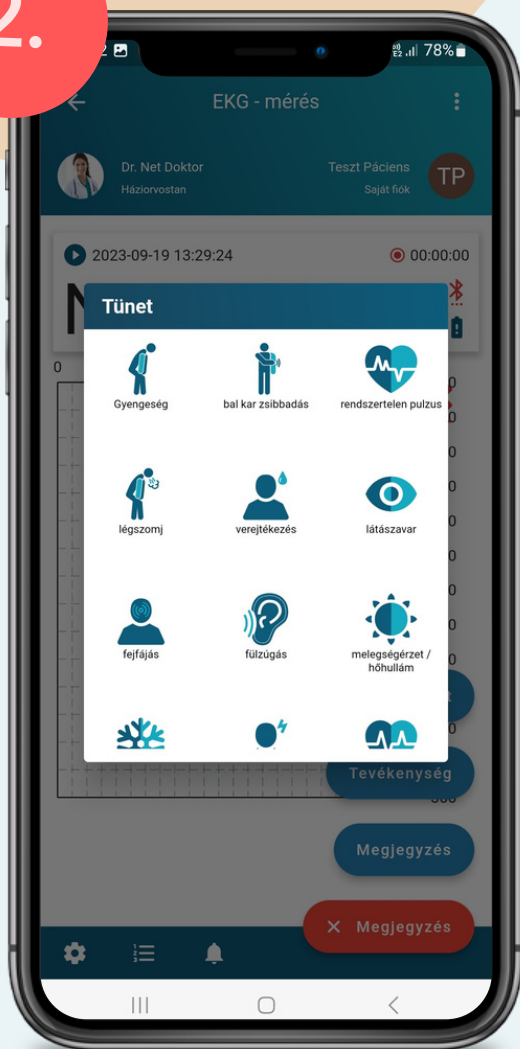 2.
2
78%
EKG - mérés
Dr. Net Doktor
Háziorvostan
Teszt Páciens
Saját fiók
TP
2023-09-19 13:29:24
00:00:00
N
Tünet
0
Gyengeség
bal kar zsibbadás
rendszertelen pulzus
légszomj
verejtékezés
látászavar
fejfájás
fülzúgás
melegségérzet /
hőhullám
Tevékenység
Megjegyzés
× Megjegyzés